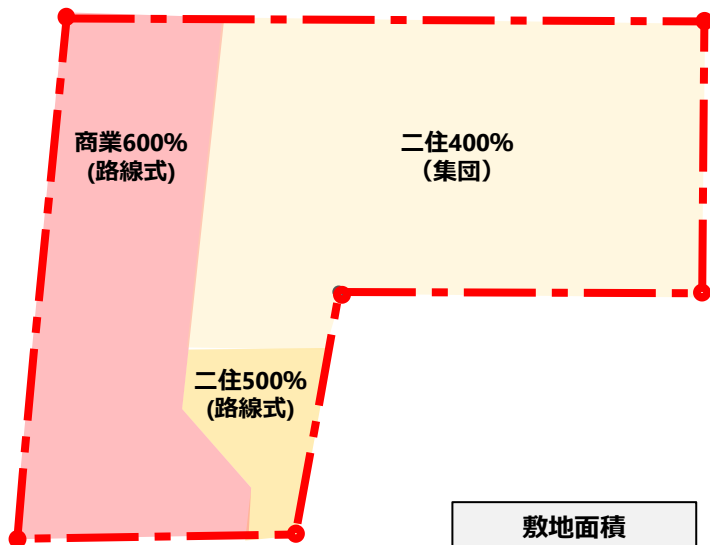 商業600%
(路線式)
二住400%
（集団）
二住500%
(路線式)
敷地面積